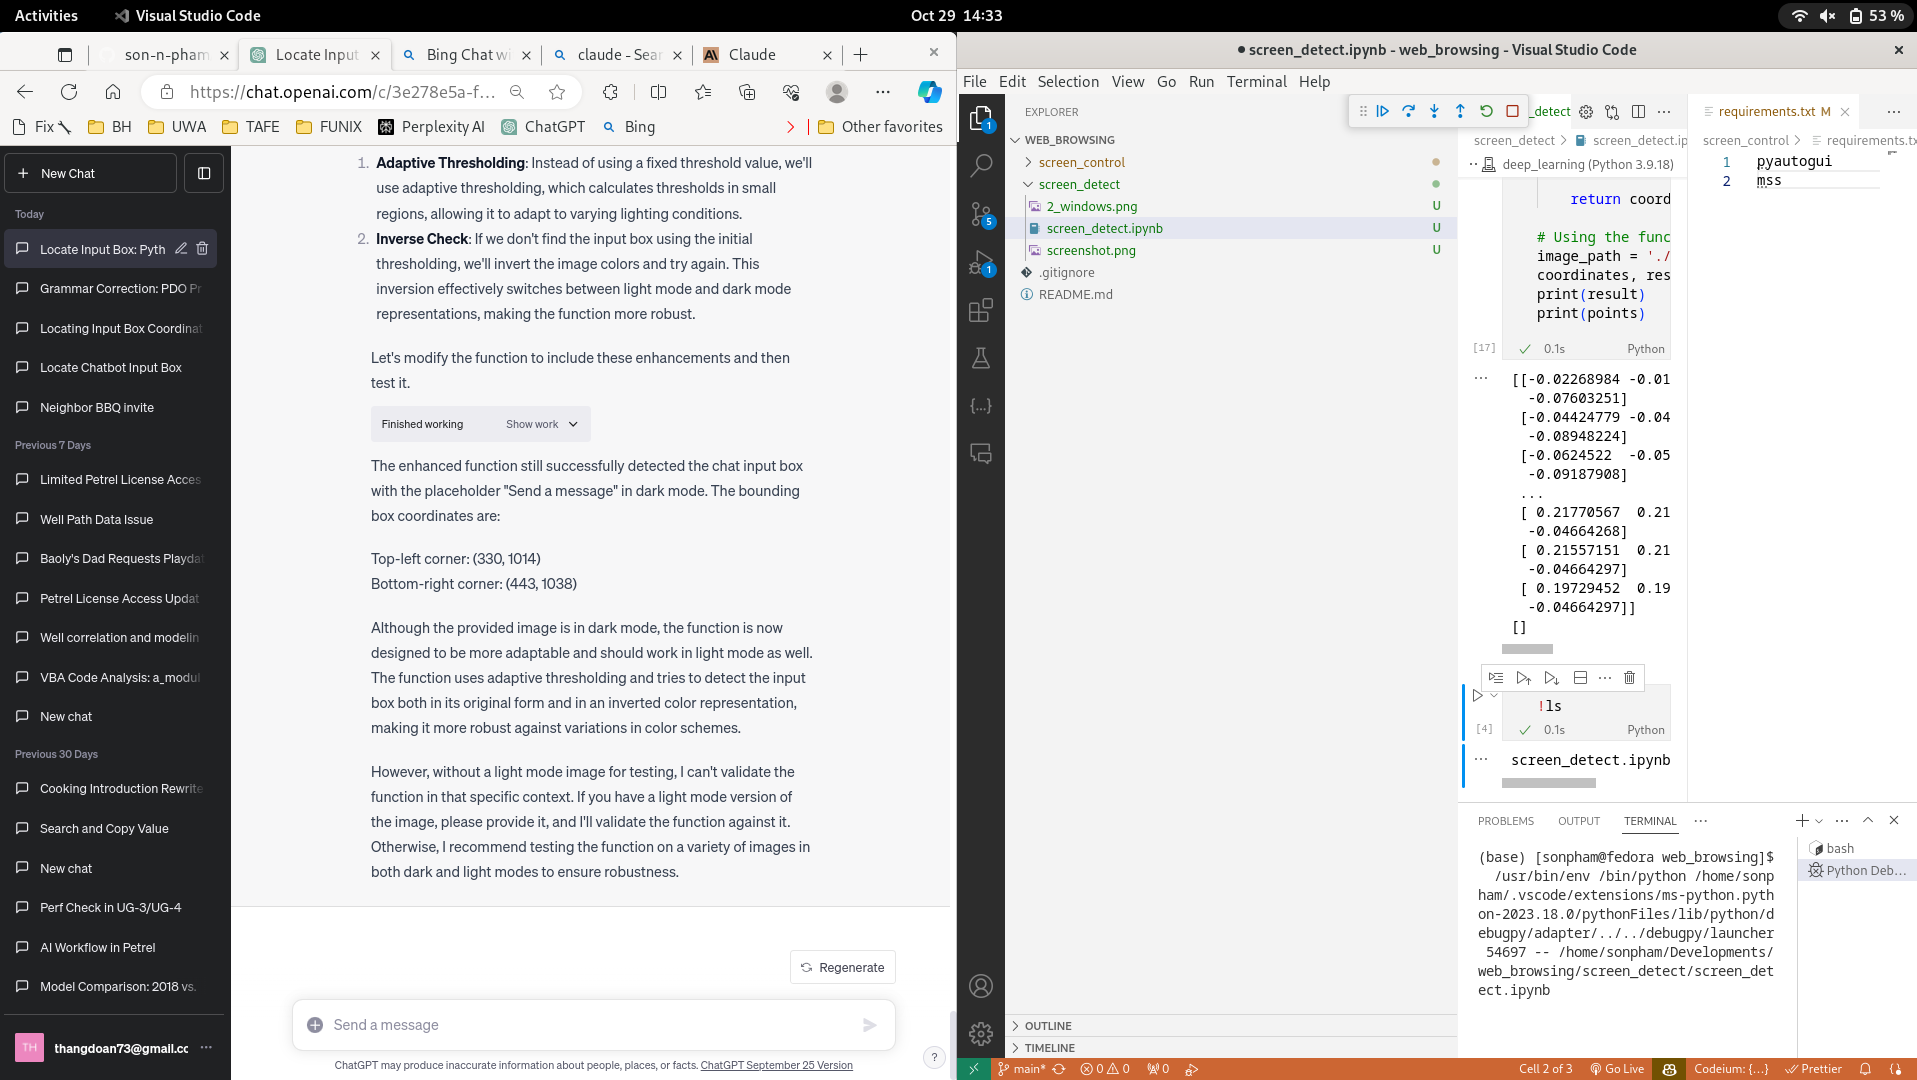 Activities
Visual Studio Code
Oct 29 14:33
53 %
son-n-pham
Locate Input
Bing Chat wi
claude - Sear
Claude
https://chat.openai.com/c/3e278e5a-f...
Fix
BH
UWA
TAFE
FUNIX
Perplexity AI
ChatGPT
Bing
Other favorites
New Chat
Today
Locate Input Box: Pyth
Grammar Correction: PDO Pr
Locating Input Box Coordinat
Locate Chatbot Input Box
Neighbor BBQ invite
Previous 7 Days
Limited Petrel License Acces
Well Path Data Issue
Baoly's Dad Requests Playda
Petrel License Access Updat
Well correlation and modelin
VBA Code Analysis: a_modul
New chat
Previous 30 Days
Cooking Introduction Rewrite
Search and Copy Value
New chat
Perf Check in UG-3/UG-4
AI Workflow in Petrel
Model Comparison: 2018 vs.
TH
thangdoan73@gmail.cc
1. Adaptive Thresholding: Instead of using a fixed threshold value, we'll
use adaptive thresholding, which calculates thresholds in small
regions, allowing it to adapt to varying lighting conditions.
2. Inverse Check: If we don't find the input box using the initial
thresholding, we'll invert the image colors and try again. This
inversion effectively switches between light mode and dark mode
representations, making the function more robust.
Let's modify the function to include these enhancements and then
test it.
Finished working
Show work
The enhanced function still successfully detected the chat input box
with the placeholder "Send a message" in dark mode. The bounding
box coordinates are:
Top-left corner: (330, 1014)
Bottom-right corner: (443, 1038)
Although the provided image is in dark mode, the function is now
designed to be more adaptable and should work in light mode as well.
The function uses adaptive thresholding and tries to detect the input
box both in its original form and in an inverted color representation,
making it more robust against variations in color schemes.
However, without a light mode image for testing, I can't validate the
function in that specific context. If you have a light mode version of
the image, please provide it, and I'll validate the function against it.
Otherwise, I recommend testing the function on a variety of images in
both dark and light modes to ensure robustness.
Regenerate
Send a message
ChatGPT may produce inaccurate information about people, places, or facts. ChatGPT September 25 Version
?
● screen_detect.ipynb - web_browsing - Visual Studio Code
File Edit Selection View Go Run Terminal Help
1
5
1
EXPLORER
WEB_BROWSING
screen_control
screen_detect
2_windows.png U
screen_detect.ipynb U
screenshot.png U
.gitignore
README.md
OUTLINE
TIMELINE
_detect
screen_detect > screen_detect.ip
deep_learning (Python 3.9.18)
return coord
# Using the func
image_path = './
coordinates, res
print(result)
print(points)
[17]
0.1s
Python
[[-0.02268984 -0.01
-0.07603251]
[-0.04424779 -0.04
-0.08948224]
[-0.0624522 -0.05
-0.09187908]
...
[ 0.21770567 0.21
-0.04664268]
[ 0.21557151 0.21
-0.04664297]
[ 0.19729452 0.19
-0.04664297]]
[]
!ls
[4]
0.1s
Python
screen_detect.ipynb
requirements.txt M
screen_control > requirements.tx
1 pyautogui
2 mss
PROBLEMS
OUTPUT
TERMINAL
(base) [sonpham@fedora web_browsing]$
/usr/bin/env /bin/python /home/sonp
ham/.vscode/extensions/ms-python.pyth
on-2023.18.0/pythonFiles/lib/python/d
ebugpy/adapter/../../debugpy/launcher
54697 -- /home/sonpham/Developments/
web_browsing/screen_detect/screen_det
ect.ipynb
bash
Python Deb...
main*
0
0
0
Cell 2 of 3
Go Live
Codeium: {...}
Prettier